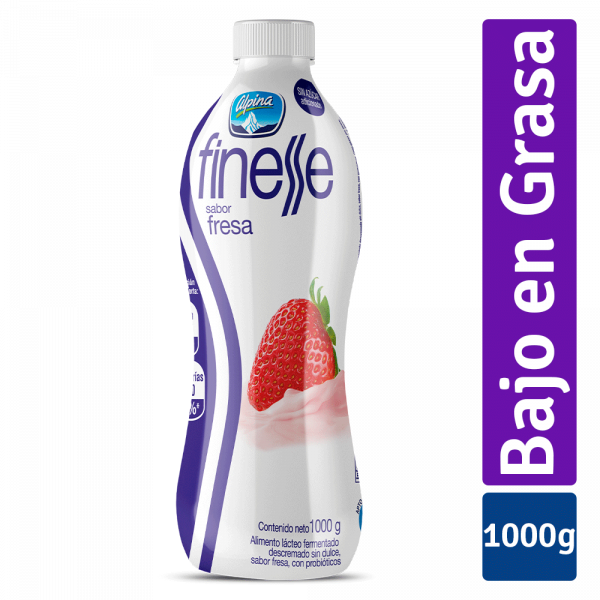 Alpina
SIN AZÚCAR
adicionada
finesse
sabor
fresa
Contenido neto 1000 g
Alimento lácteo fermentado
descremado sin dulce,
sabor fresa, con probióticos
Bajo en Grasa
1000g